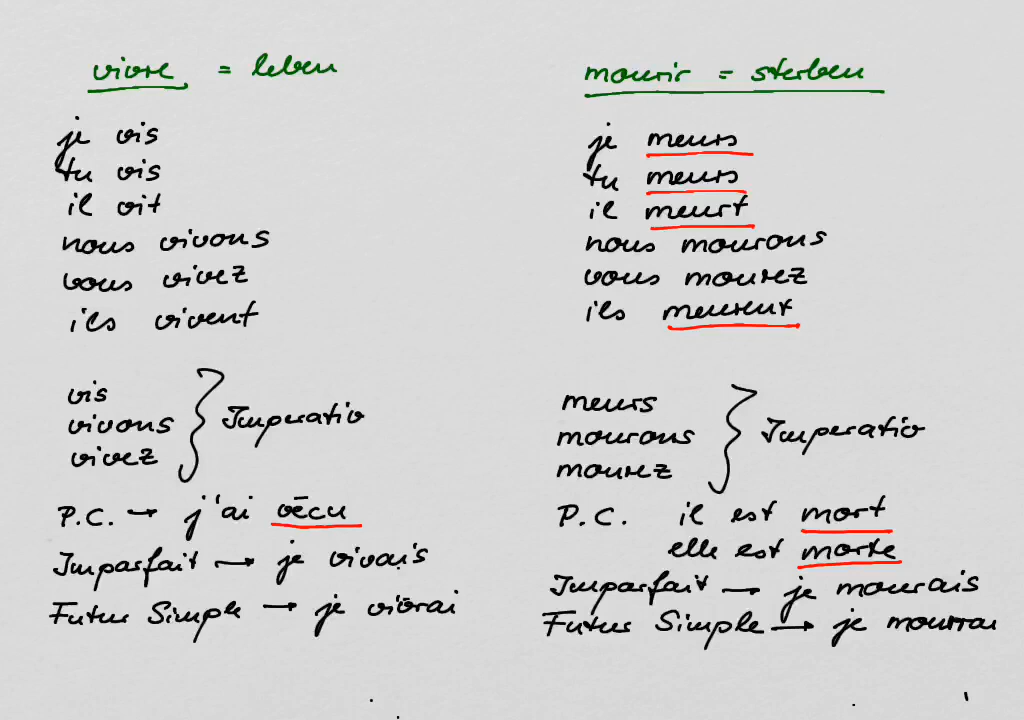 vivre = leben
je vis
tu vis
il vit
nous vivons
vous vivez
ils vivent
vis
vivons
vivez
Imperativ
P.C. → j'ai vécu
Imparfait → je vivais
Futur Simple → je vivrai
mourir = sterben
je meurs
tu meurs
il meurt
nous mourons
vous mourez
ils meurent
meurs
mourons
mourez
Imperativ
P.C. il est mort
elle est morte
Imparfait → je mourais
Futur Simple → je mourrai